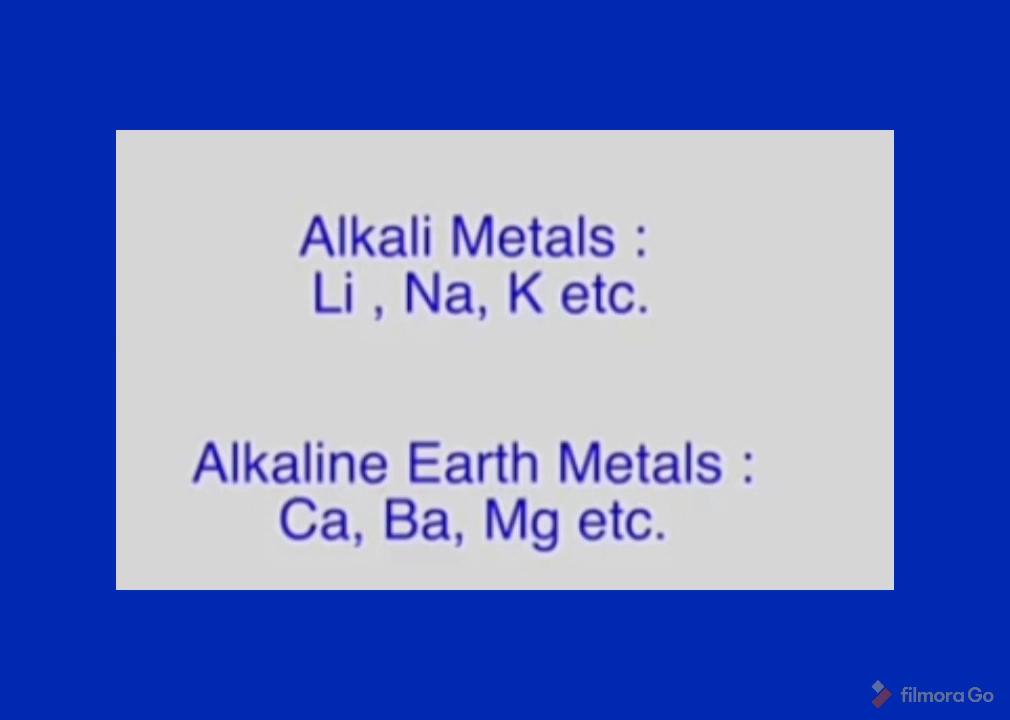 Alkali Metals :
Li , Na, K etc.
Alkaline Earth Metals :
Ca, Ba, Mg etc.
filmora Go